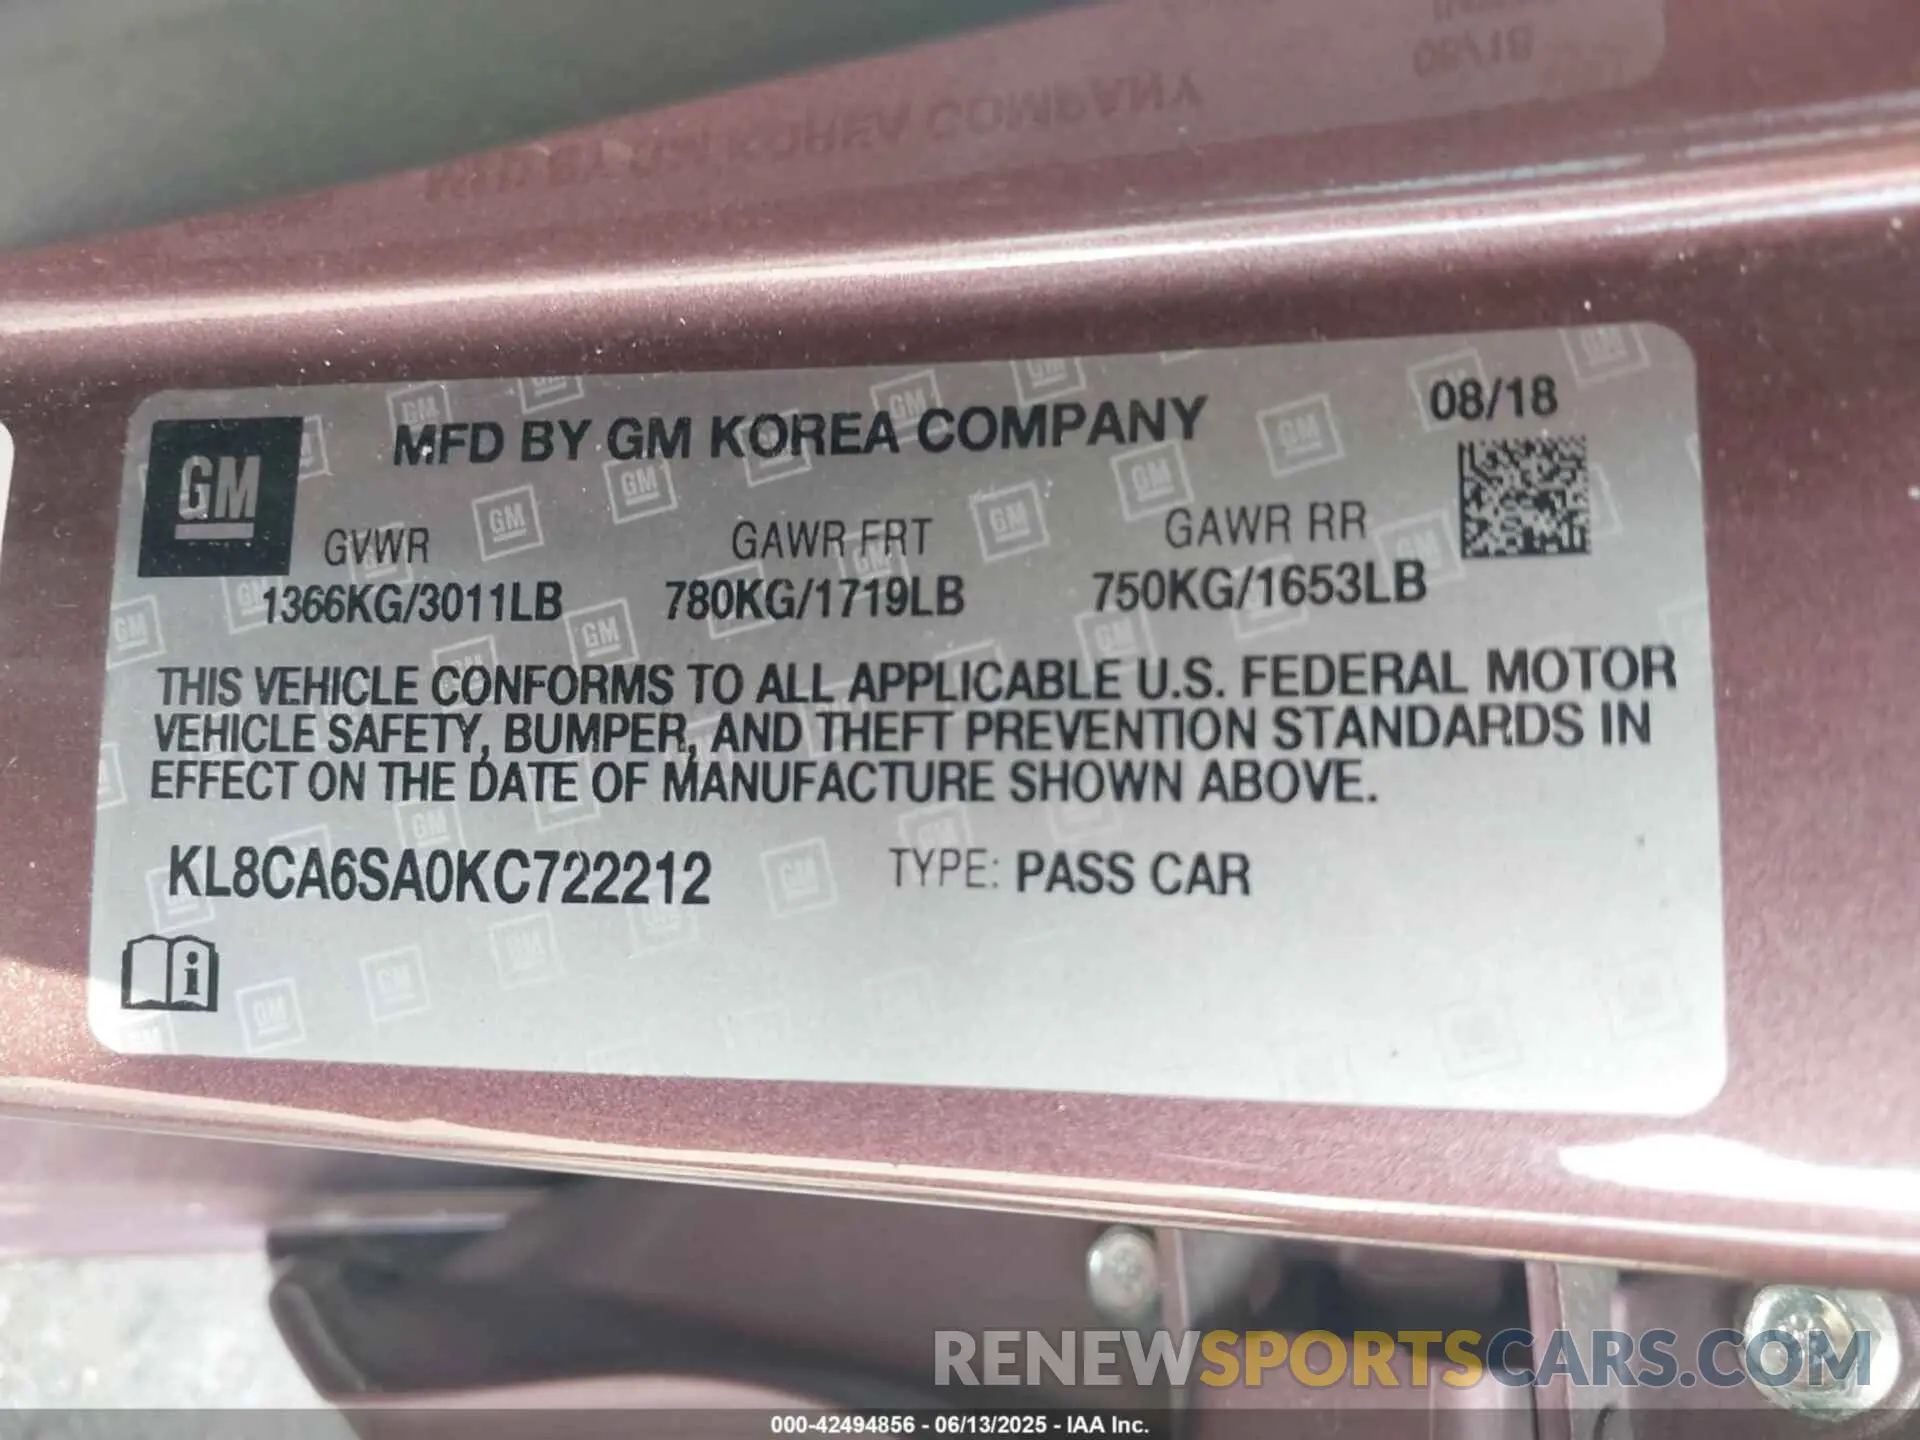 MFD BY GM KOREA COMPANY
08/18
GM
GVWR GAWR FRT GAWR RR
1366KG/3011LB 780KG/1719LB 750KG/1653LB
THIS VEHICLE CONFORMS TO ALL APPLICABLE U.S. FEDERAL MOTOR
VEHICLE SAFETY, BUMPER, AND THEFT PREVENTION STANDARDS IN
EFFECT ON THE DATE OF MANUFACTURE SHOWN ABOVE.
KL8CA6SA0KC722212 TYPE: PASS CAR
i
RENEWSPORTSCARS.COM
000-42494856 - 06/13/2025 - IAA Inc.